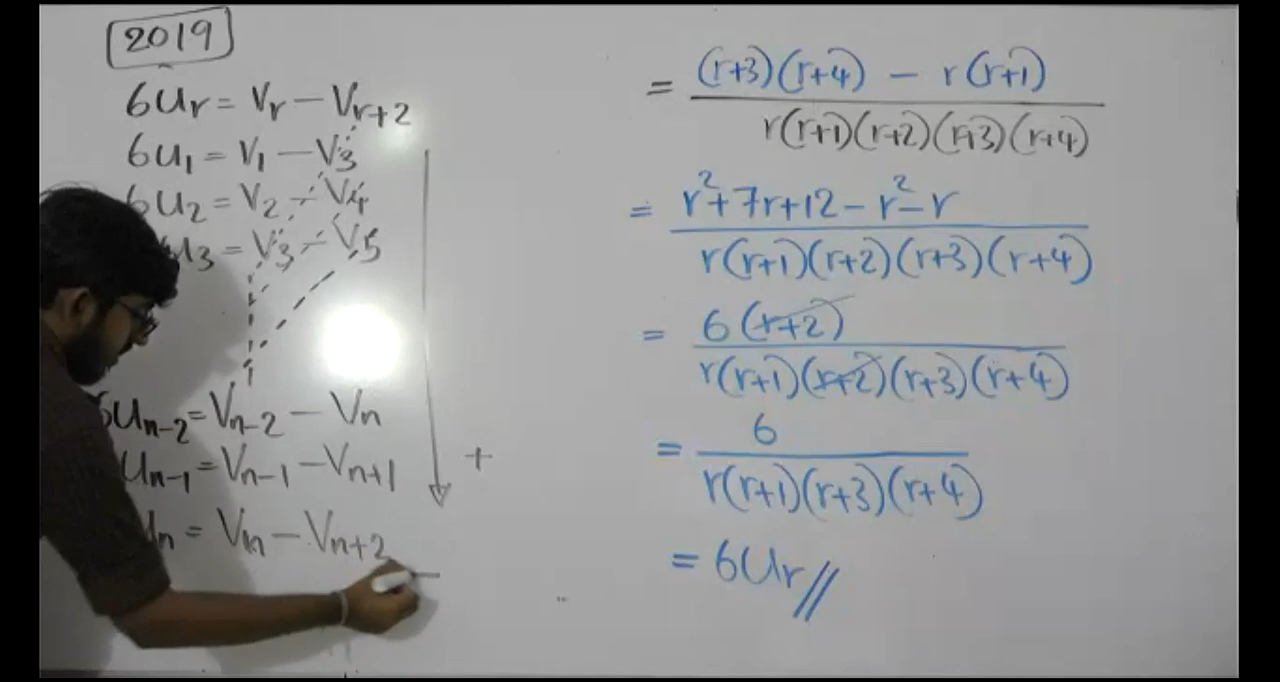 2019
6Ur = Vr − Vr+2
6U1 = V1 − V3
6U2 = V2 − V4
U3 = V3 − V5
6Un-2 = Vn-2 − Vn
Un-1 = Vn-1 − Vn+1
Un = Vn − Vn+2
+
= (r+3)(r+4) − r(r+1)
r(r+1)(r+2)(r+3)(r+4)
= r²+7r+12−r²−r
r(r+1)(r+2)(r+3)(r+4)
= 6(r+2)
r(r+1)(r+2)(r+3)(r+4)
= 6
r(r+1)(r+3)(r+4)
= 6Ur//